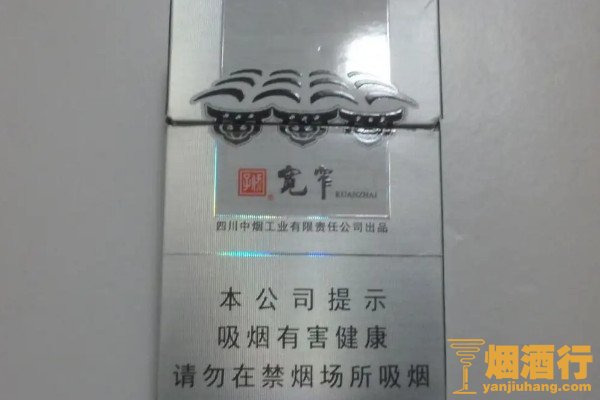 宽窄
KUANZHAI
四川中烟工业有限责任公司出品
本公司提示
吸烟有害健康
请勿在禁烟场所吸烟
烟酒行
yanjiuhang.com